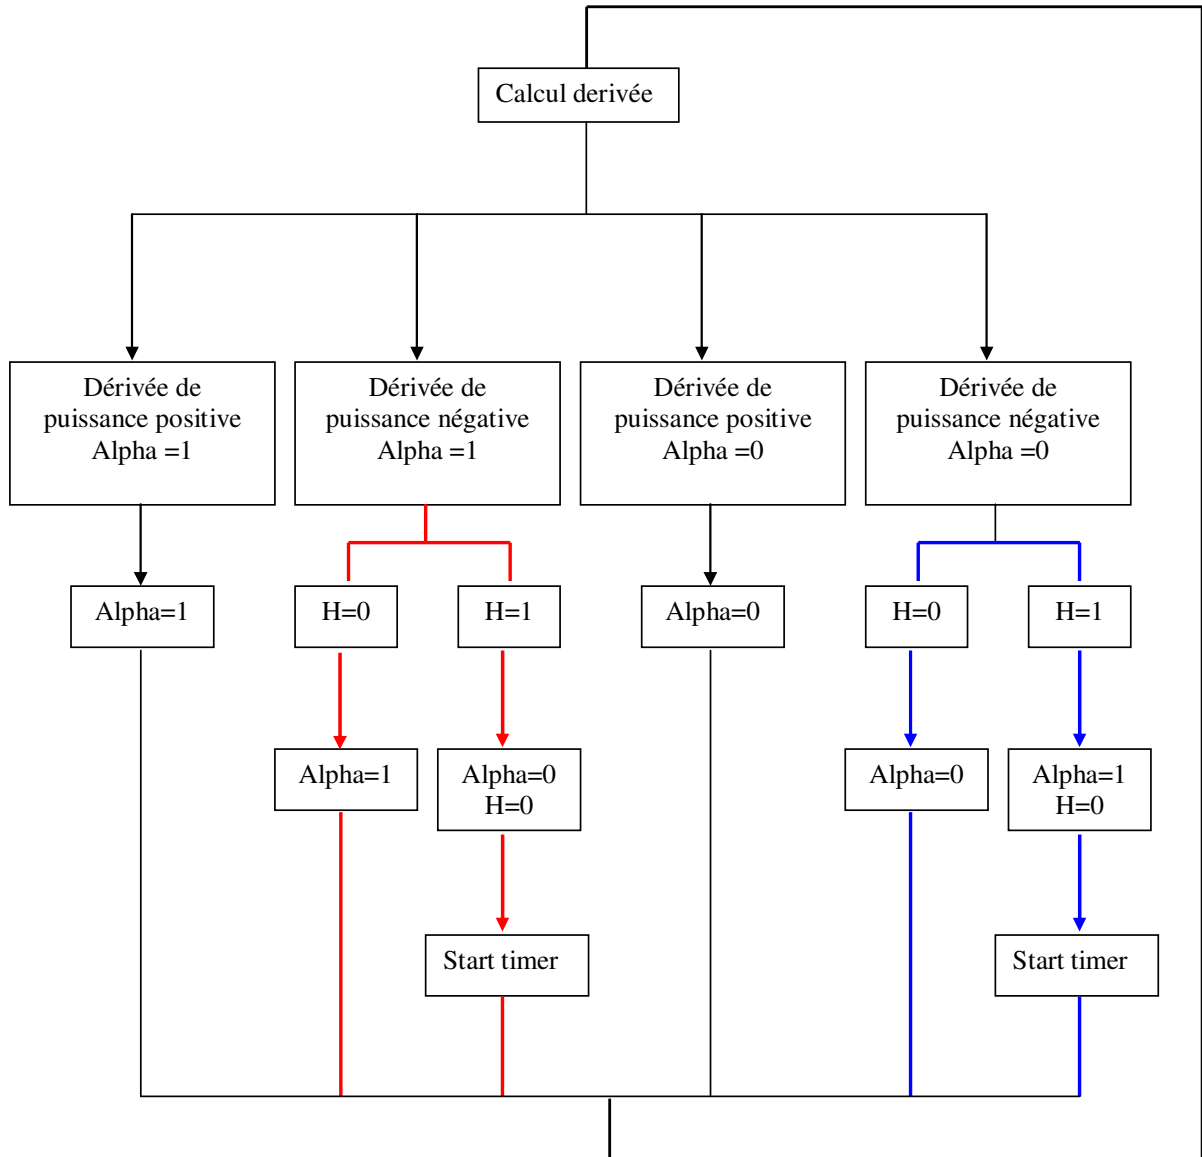 Calcul derivée
Dérivée de
puissance positive
Alpha =1
Dérivée de
puissance négative
Alpha =1
Dérivée de
puissance positive
Alpha =0
Dérivée de
puissance négative
Alpha =0
Alpha=1
H=0
H=1
Alpha=0
H=0
H=1
Alpha=1
Alpha=0
H=0
Alpha=0
Alpha=1
H=0
Start timer
Start timer